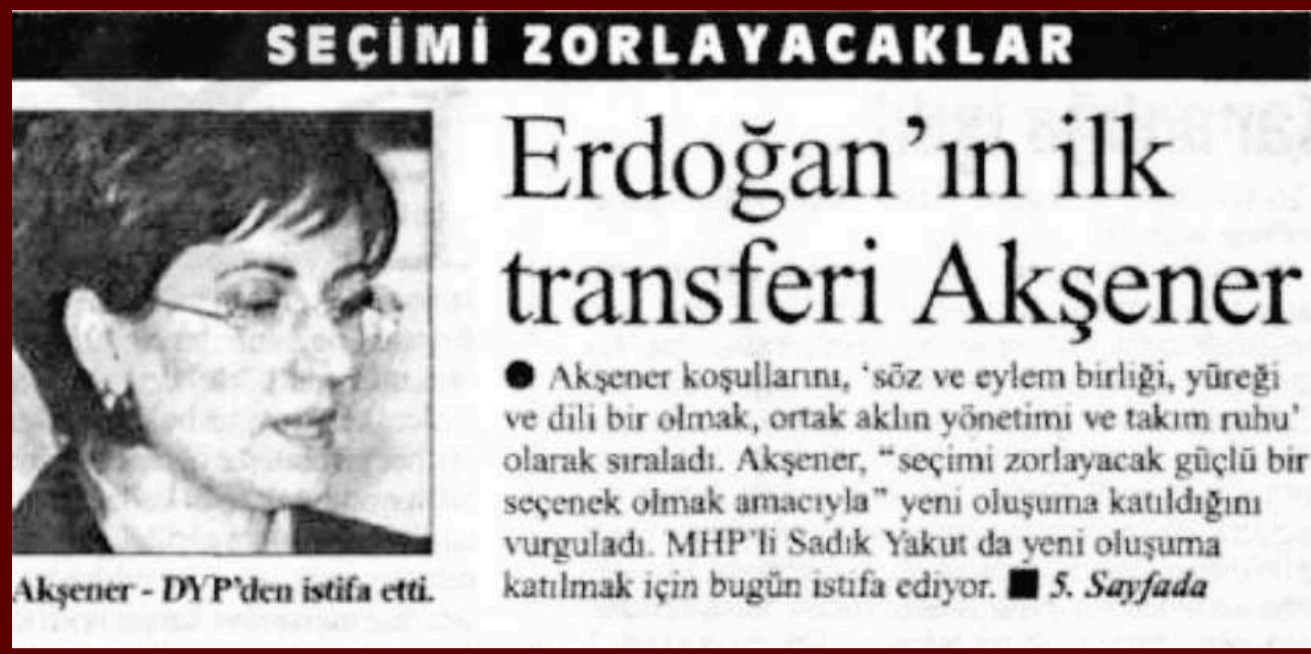 SEÇİMİ ZORLAYACAKLAR
Erdoğan'ın ilk
transferi Akşener
● Akşener koşullarını, 'söz ve eylem birliği, yüreği
ve dili bir olmak, ortak aklın yönetimi ve takım ruhu'
olarak sıraladı. Akşener, "seçimi zorlayacak güçlü bir
seçenek olmak amacıyla" yeni oluşuma katıldığını
vurguladı. MHP'li Sadık Yakut da yeni oluşuma
katılmak için bugün istifa ediyor. ■ 5. Sayfada
Akşener - DYP'den istifa etti.